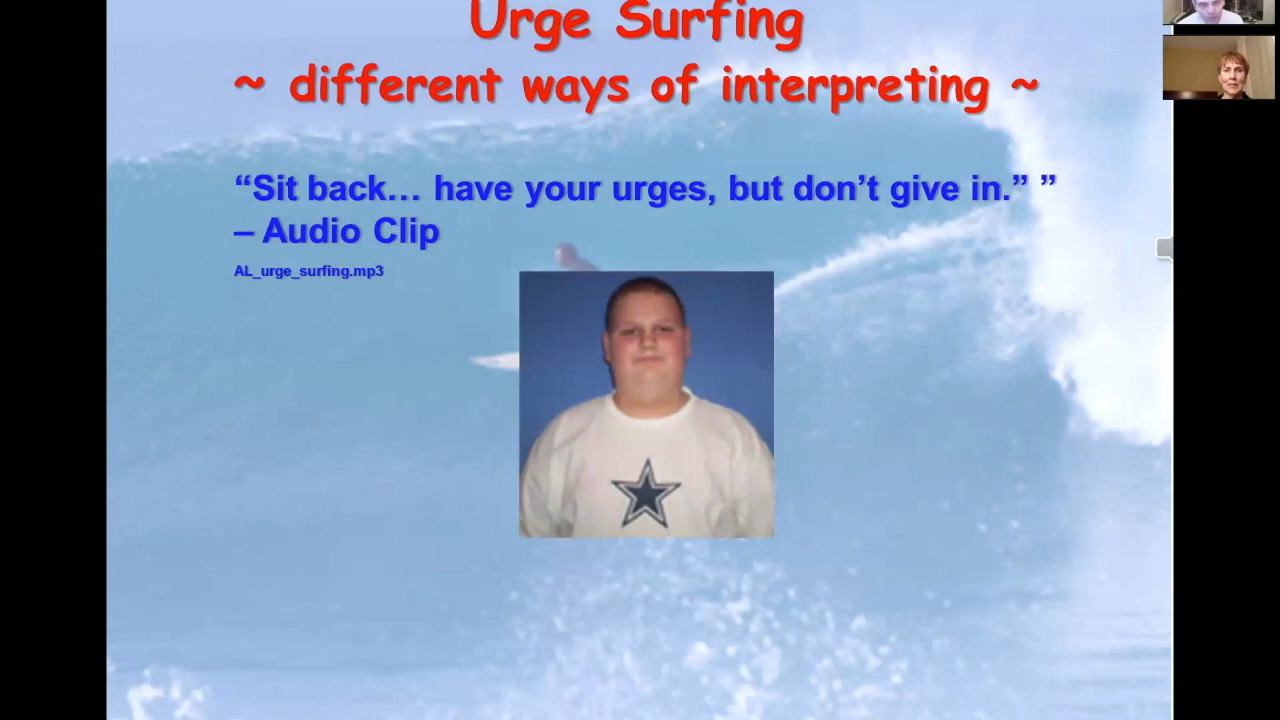 Urge Surfing
~ different ways of interpreting ~
“Sit back… have your urges, but don’t give in.” ”
– Audio Clip
AL_urge_surfing.mp3